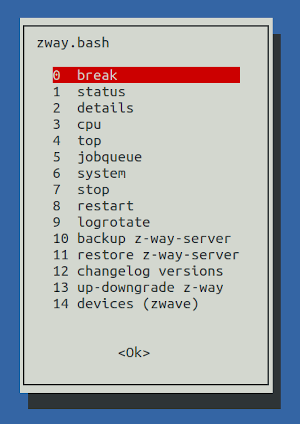 zway.bash
0 break
1 status
2 details
3 cpu
4 top
5 jobqueue
6 system
7 stop
8 restart
9 logrotate
10 backup z-way-server
11 restore z-way-server
12 changelog versions
13 up-downgrade z-way
14 devices (zwave)
<Ok>